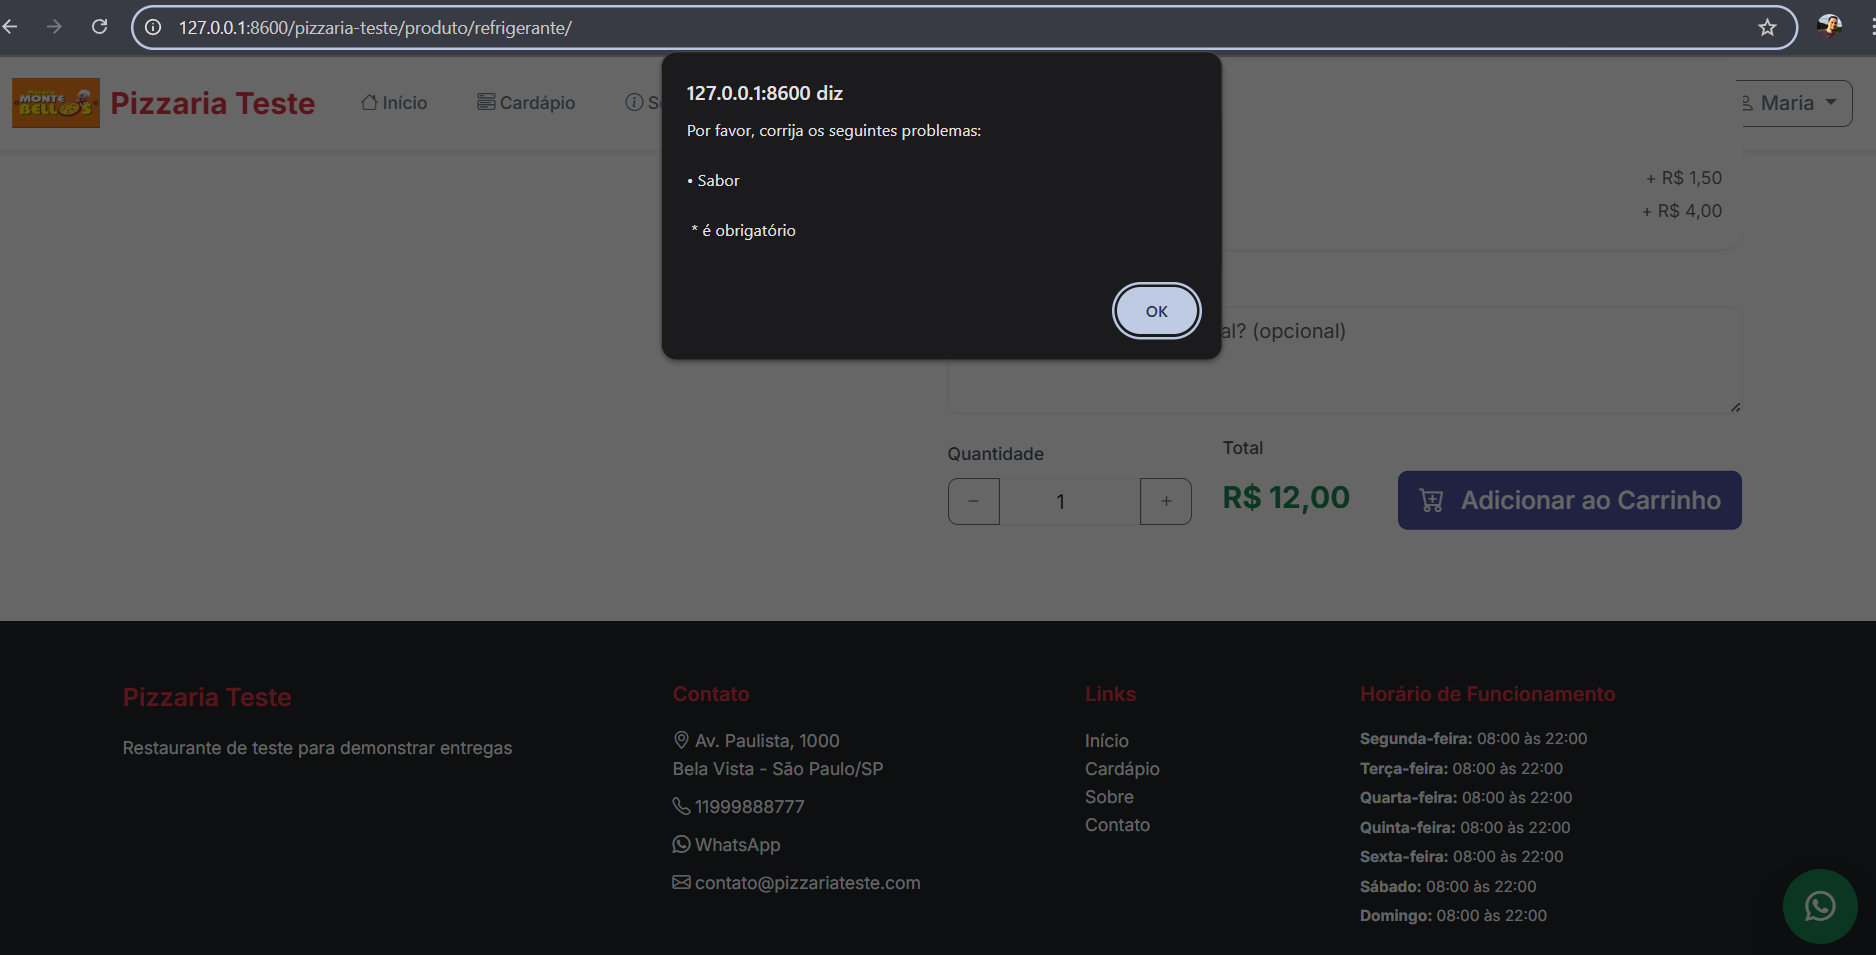 127.0.0.1:8600/pizzaria-teste/produto/refrigerante/
MONTE
BELLOS
Pizzaria Teste
Início
Cardápio
Maria
127.0.0.1:8600 diz
Por favor, corrija os seguintes problemas:
• Sabor
* é obrigatório
OK
+ R$ 1,50
+ R$ 4,00
al? (opcional)
Quantidade
Total
−
1
+
R$ 12,00
Adicionar ao Carrinho
Pizzaria Teste
Restaurante de teste para demonstrar entregas
Contato
Av. Paulista, 1000
Bela Vista - São Paulo/SP
11999888777
WhatsApp
contato@pizzariateste.com
Links
Início
Cardápio
Sobre
Contato
Horário de Funcionamento
Segunda-feira: 08:00 às 22:00
Terça-feira: 08:00 às 22:00
Quarta-feira: 08:00 às 22:00
Quinta-feira: 08:00 às 22:00
Sexta-feira: 08:00 às 22:00
Sábado: 08:00 às 22:00
Domingo: 08:00 às 22:00